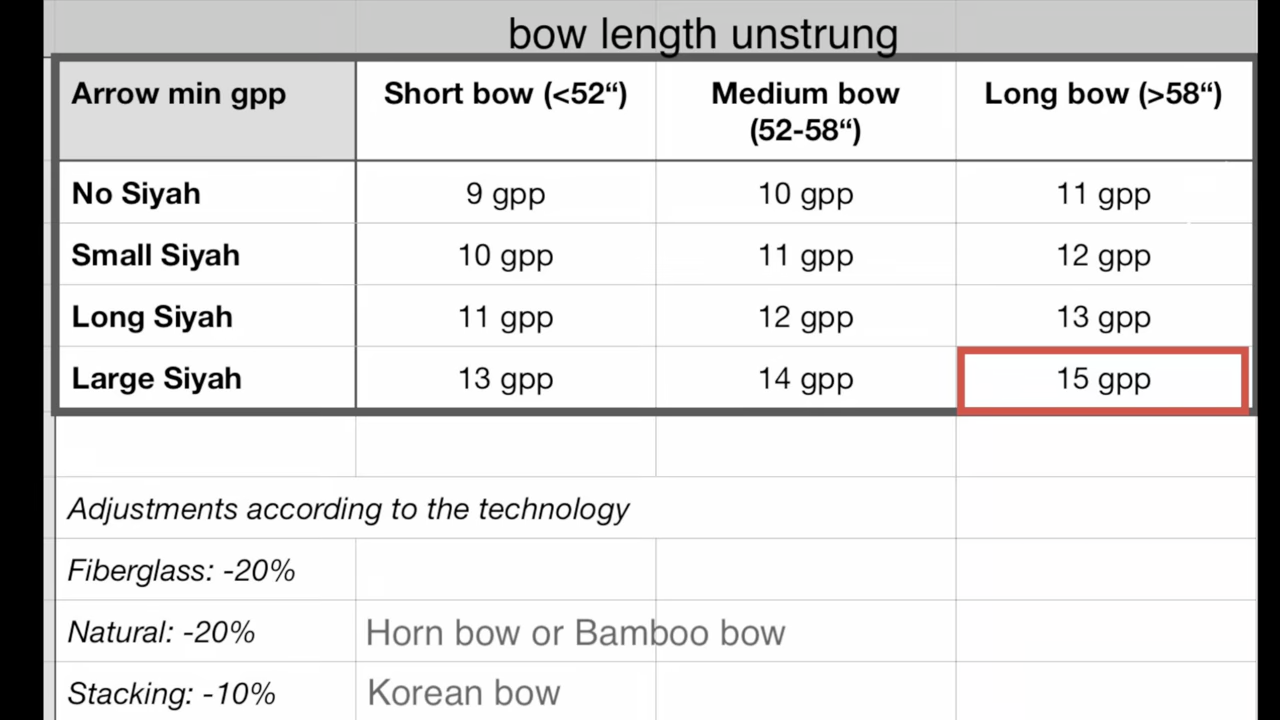 bow length unstrung
Arrow min gpp
Short bow (<52“)
Medium bow
(52-58“)
Long bow (>58“)
No Siyah
9 gpp
10 gpp
11 gpp
Small Siyah
10 gpp
11 gpp
12 gpp
Long Siyah
11 gpp
12 gpp
13 gpp
Large Siyah
13 gpp
14 gpp
15 gpp
Adjustments according to the technology
Fiberglass: -20%
Natural: -20%
Horn bow or Bamboo bow
Stacking: -10%
Korean bow